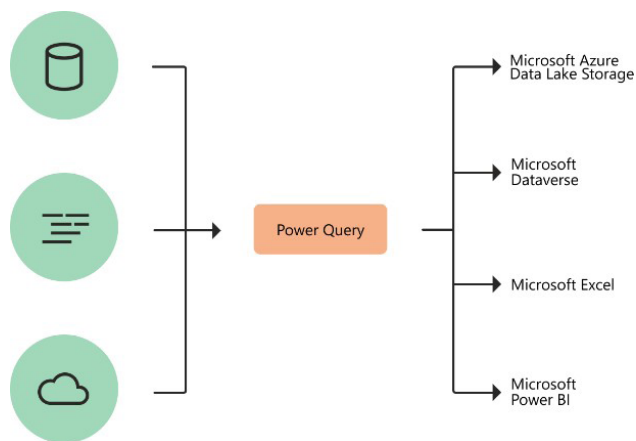 Microsoft Azure
Data Lake Storage
Microsoft
Dataverse
Power Query
Microsoft Excel
Microsoft
Power BI